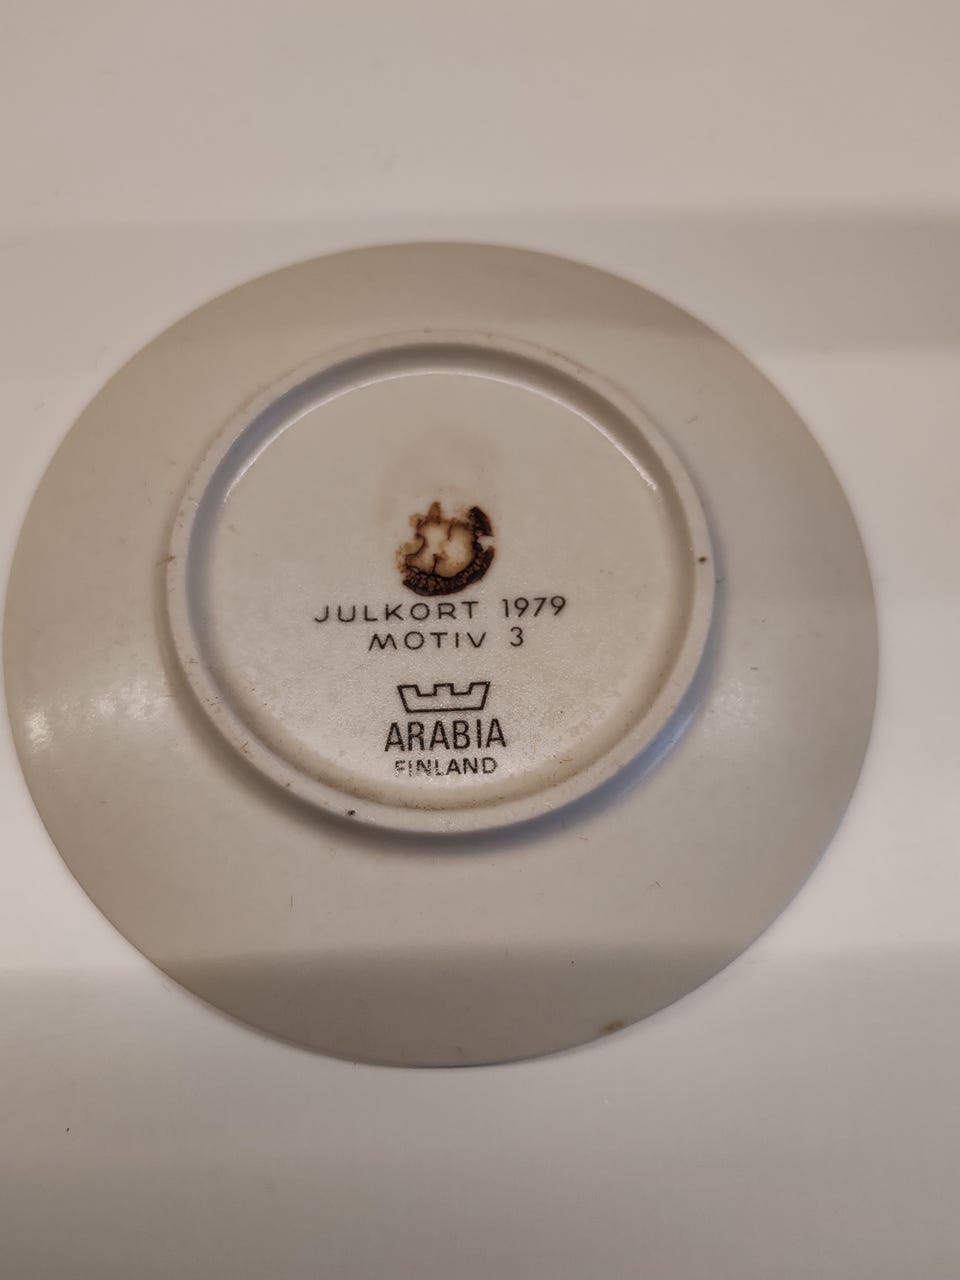 JULKORT 1979
MOTIV 3
ARABIA
FINLAND